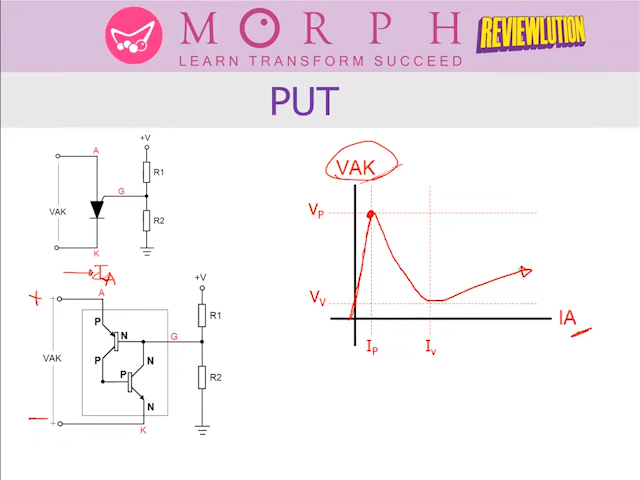 MORPH
REVIEWLUTION
LEARN TRANSFORM SUCCEED
PUT
A
+V
R1
G
VAK
R2
K
IA
+
A
+V
P
N
G
R1
VAK
P
N
P
R2
N
−
K
VAK
VP
VV
IA
IP
IV